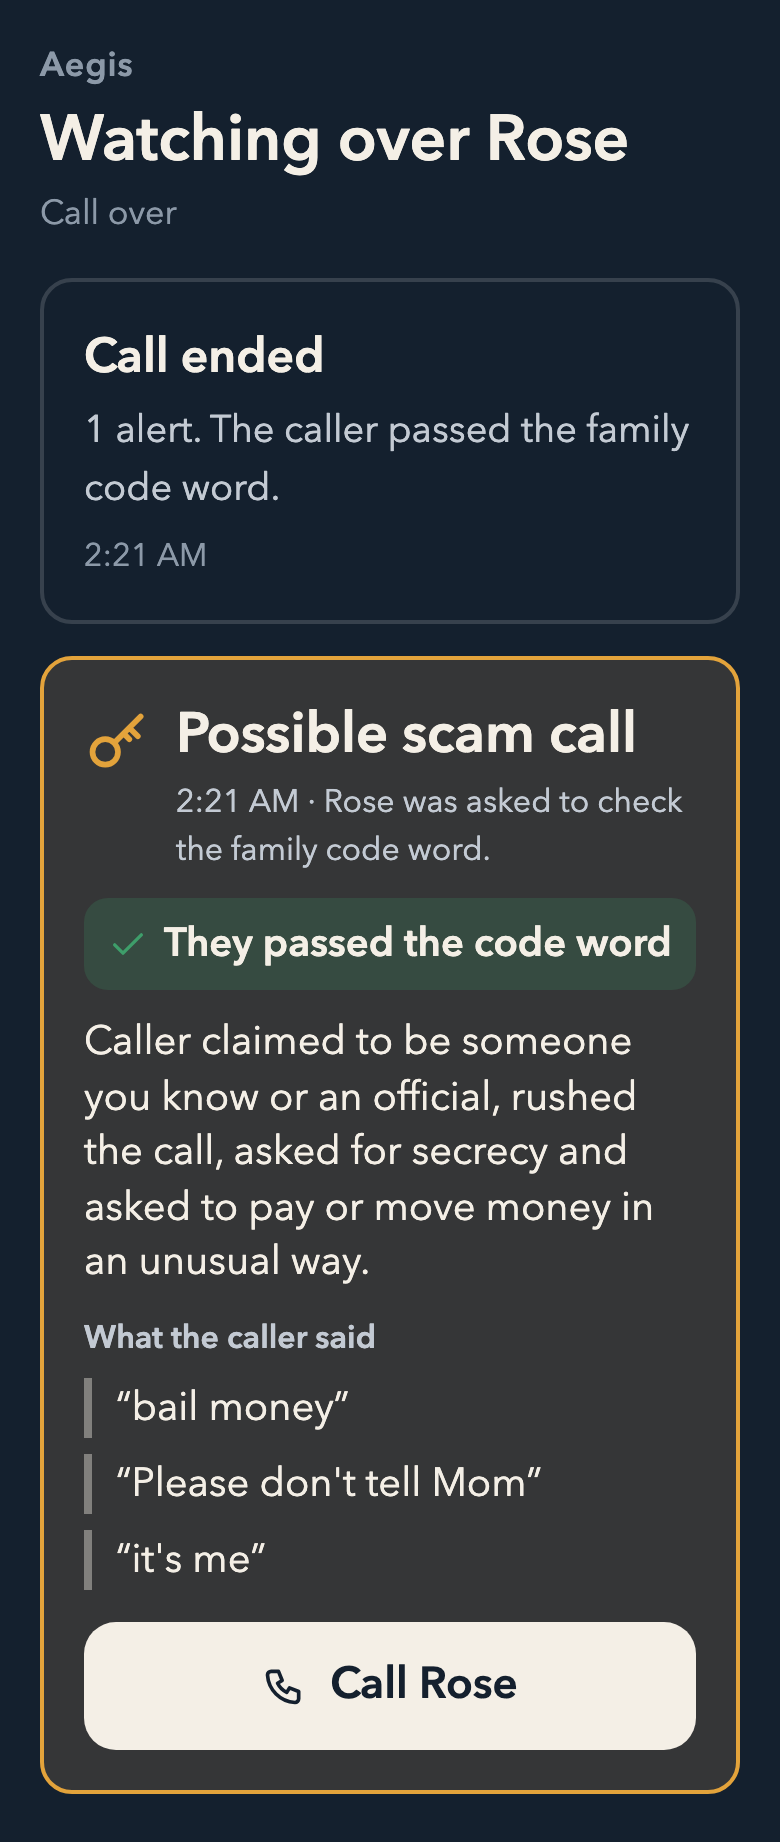 Aegis
Watching over Rose
Call over
Call ended
1 alert. The caller passed the family
code word.
2:21 AM
Possible scam call
2:21 AM · Rose was asked to check
the family code word.
They passed the code word
Caller claimed to be someone
you know or an official, rushed
the call, asked for secrecy and
asked to pay or move money in
an unusual way.
What the caller said
“bail money”
“Please don't tell Mom”
“it's me”
Call Rose